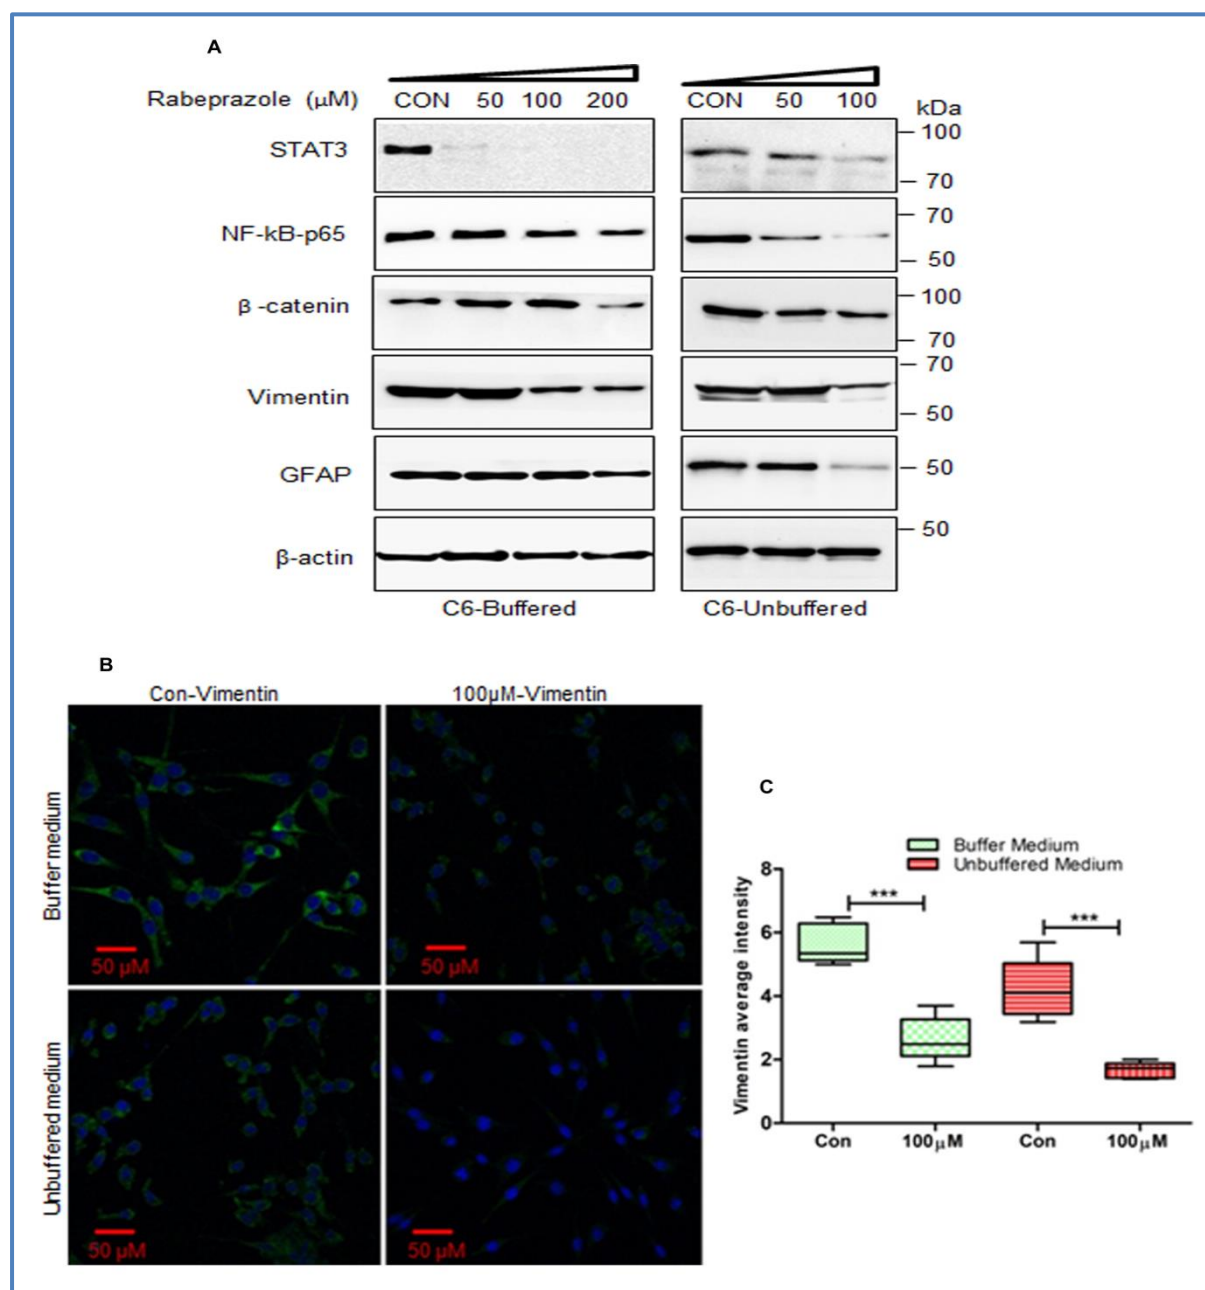 A
Rabeprazole (µM) CON 50 100 200 CON 50 100 kDa
STAT3 100
70
NF-kB-p65 70
50
β -catenin 100
70
Vimentin 70
50
GFAP 50
β-actin 50
C6-Buffered C6-Unbuffered
B
Con-Vimentin 100µM-Vimentin
Buffer medium
50 µM 50 µM
Unbuffered medium
50 µM 50 µM
C
Buffer Medium
Unbuffered Medium
Vimentin average intensity
8
6
4
2
0
*** ***
Con 100µM Con 100µM